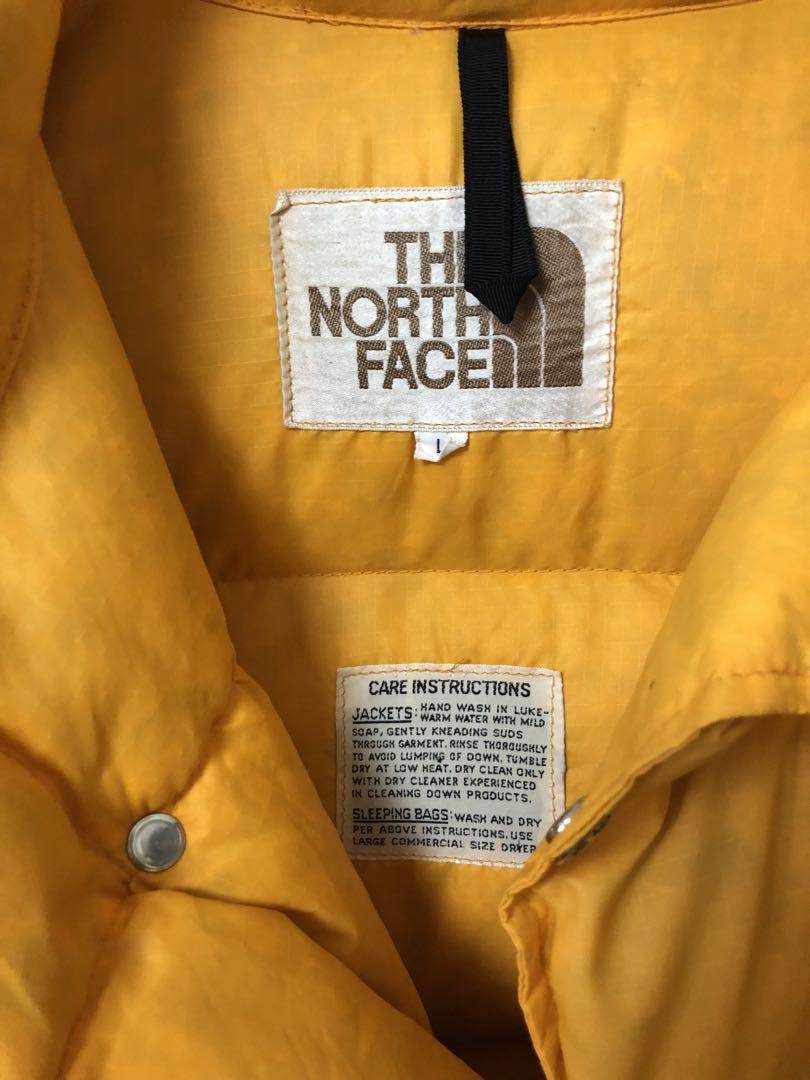 THE
NORTH
FACE
L
CARE INSTRUCTIONS
JACKETS: HAND WASH IN LUKE-
WARM WATER WITH MILD
SOAP, GENTLY KNEADING SUDS
THROUGH GARMENT. RINSE THOROUGHLY
TO AVOID LUMPING OF DOWN. TUMBLE
DRY AT LOW HEAT. DRY CLEAN ONLY
WITH DRY CLEANER EXPERIENCED
IN CLEANING DOWN PRODUCTS.
SLEEPING BAGS: WASH AND DRY
PER ABOVE INSTRUCTIONS. USE
LARGE COMMERCIAL SIZE DRYER